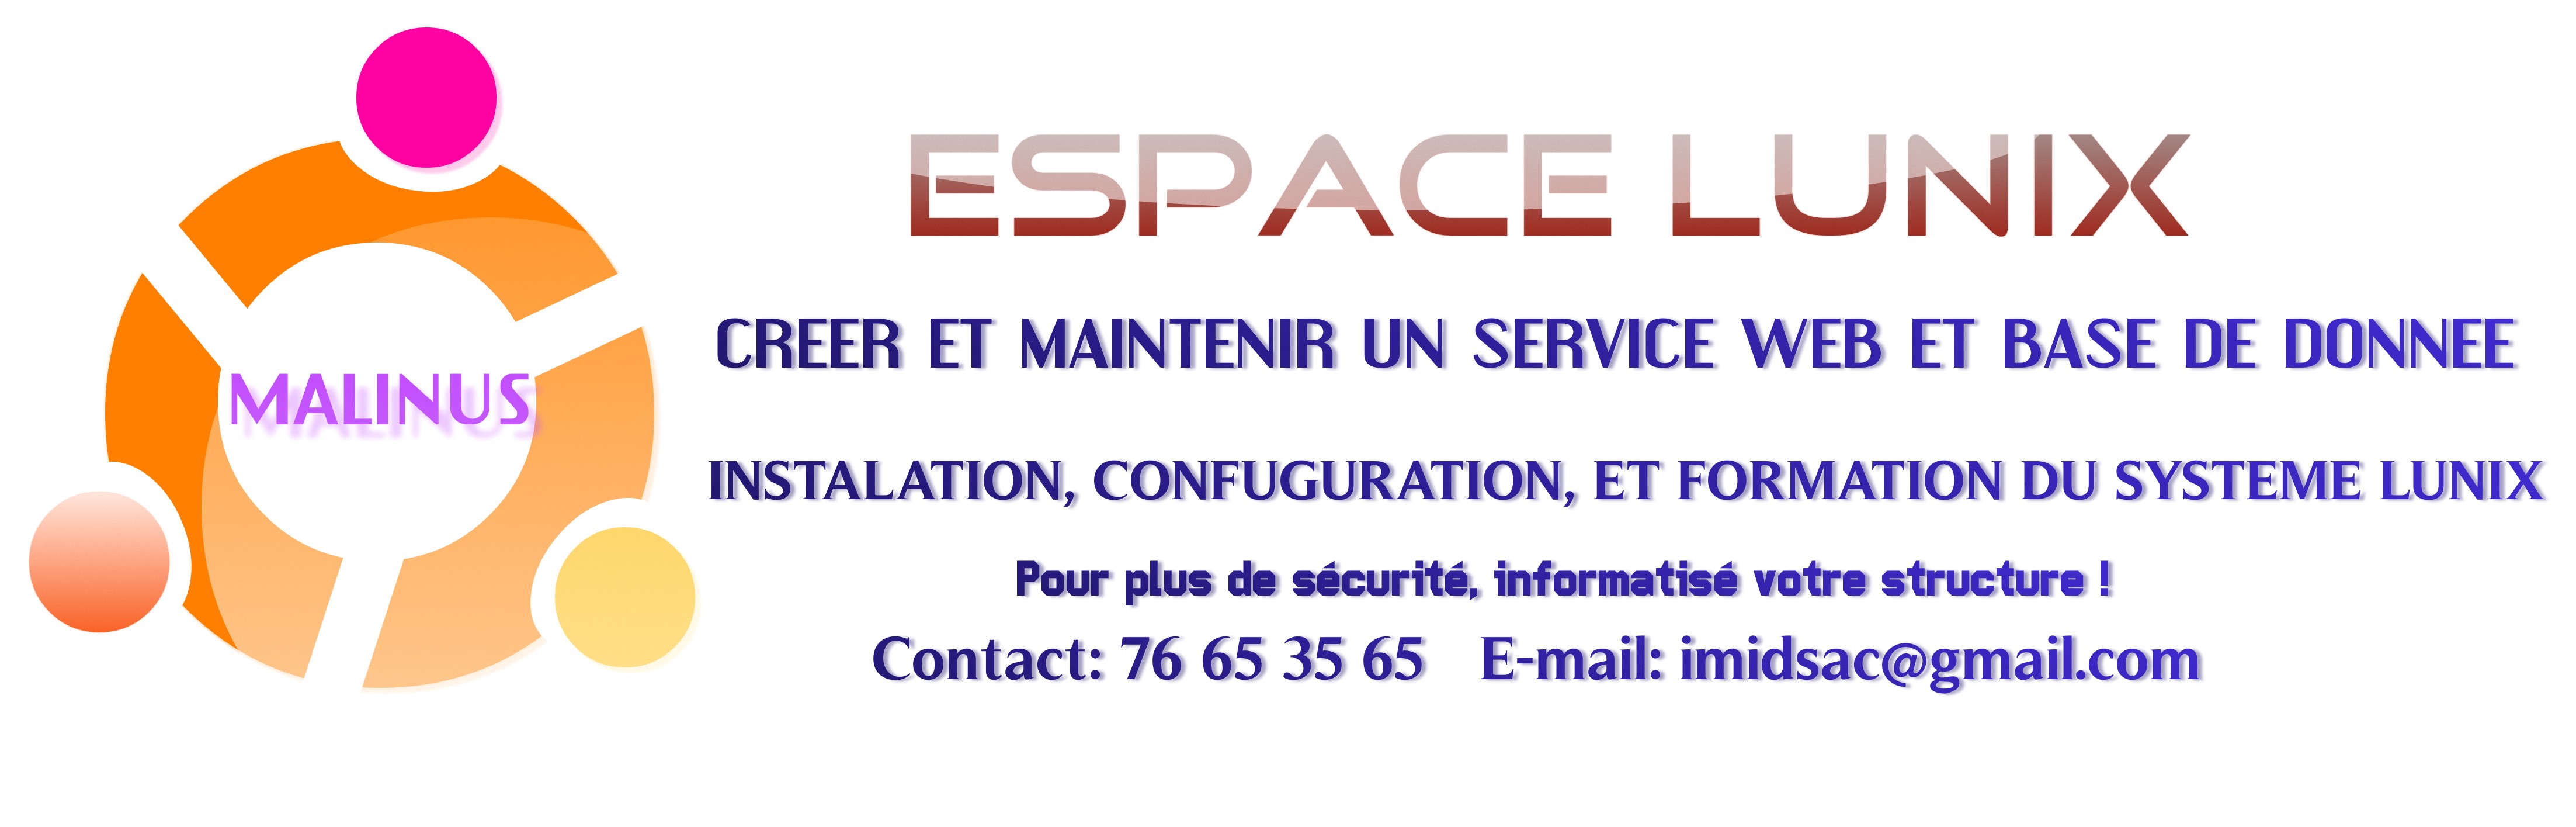 MALINUS
ESPACE LUNIX
CREER ET MAINTENIR UN SERVICE WEB ET BASE DE DONNEE
INSTALATION, CONFUGURATION, ET FORMATION DU SYSTEME LUNIX
Pour plus de sécurité, informatisé votre structure !
Contact: 76 65 35 65 E-mail: imidsac@gmail.com